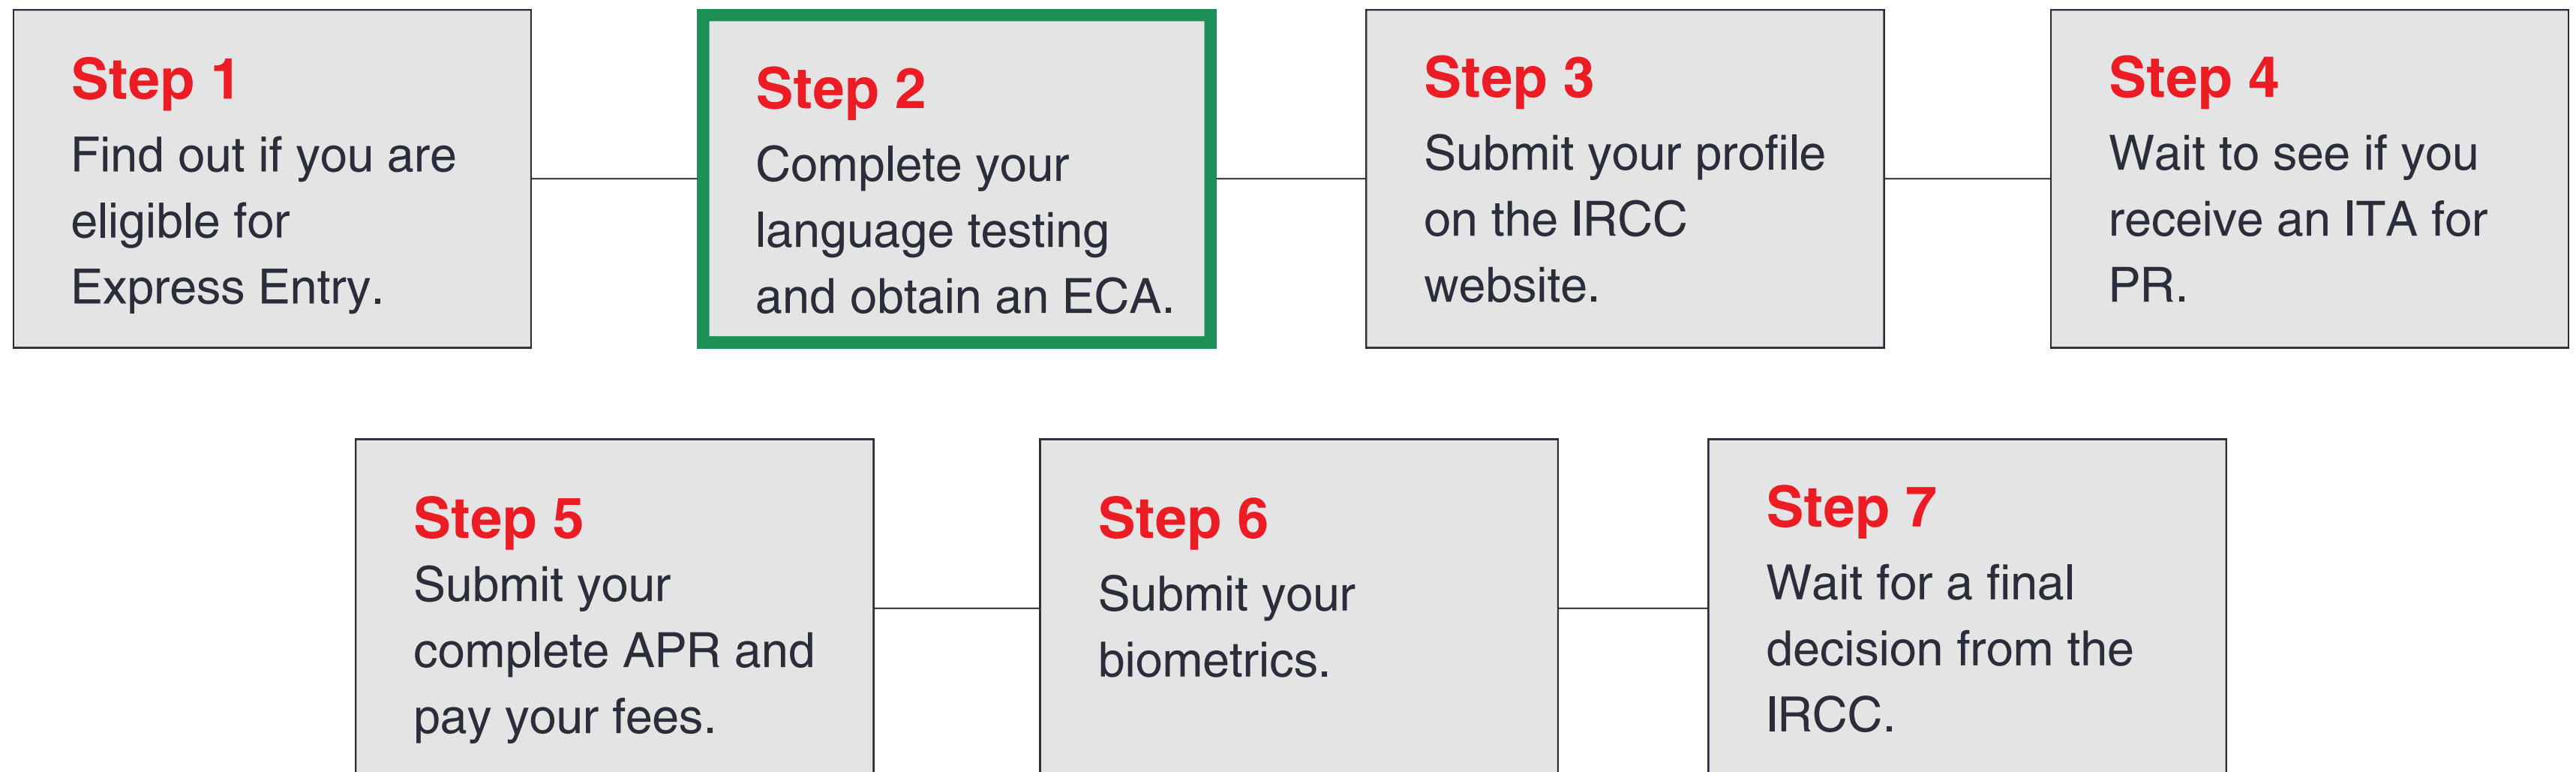 Step 1
Find out if you are
eligible for
Express Entry.
Step 2
Complete your
language testing
and obtain an ECA.
Step 3
Submit your profile
on the IRCC
website.
Step 4
Wait to see if you
receive an ITA for
PR.
Step 5
Submit your
complete APR and
pay your fees.
Step 6
Submit your
biometrics.
Step 7
Wait for a final
decision from the
IRCC.